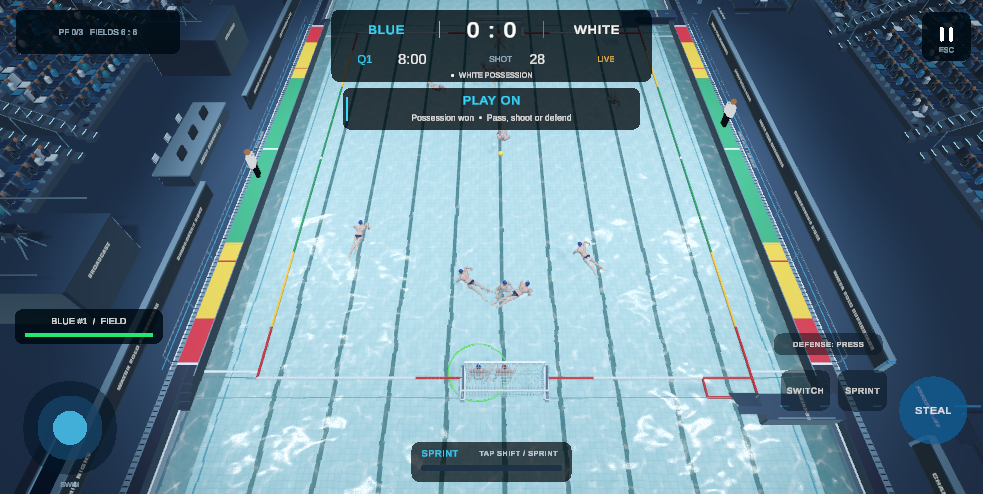 PF 0/3 FIELDS 6 : 6
BLUE 0 : 0 WHITE
Q1 8:00 SHOT 28 LIVE
• WHITE POSSESSION
ESC
PLAY ON
Possession won • Pass, shoot or defend
BLUE #1 / FIELD
DEFENSE: PRESS
SWITCH
SPRINT
STEAL
SPRINT TAP SHIFT / SPRINT
SWIM